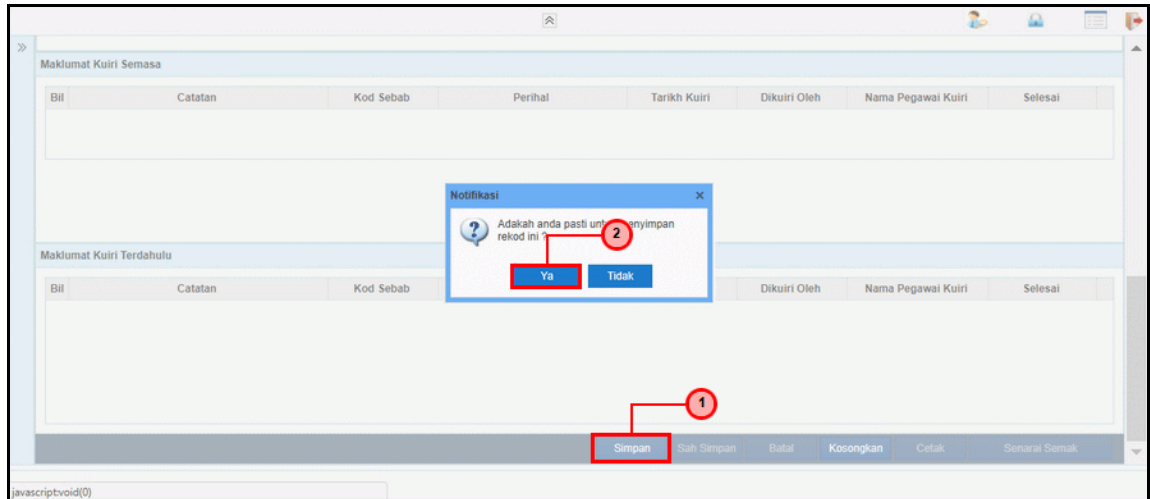 Maklumat Kuiri Semasa
Bil Catatan Kod Sebab Perihal Tarikh Kuiri Dikuiri Oleh Nama Pegawai Kuiri Selesai
Notifikasi
Adakah anda pasti menyimpan
rekod ini ?
2
Ya Tidak
Maklumat Kuiri Terdahulu
Bil Catatan Kod Sebab Dikuiri Oleh Nama Pegawai Kuiri Selesai
1
Simpan Sah Simpan Batal Kosongkan Cetak Senarai Semak
javascript:void(0)